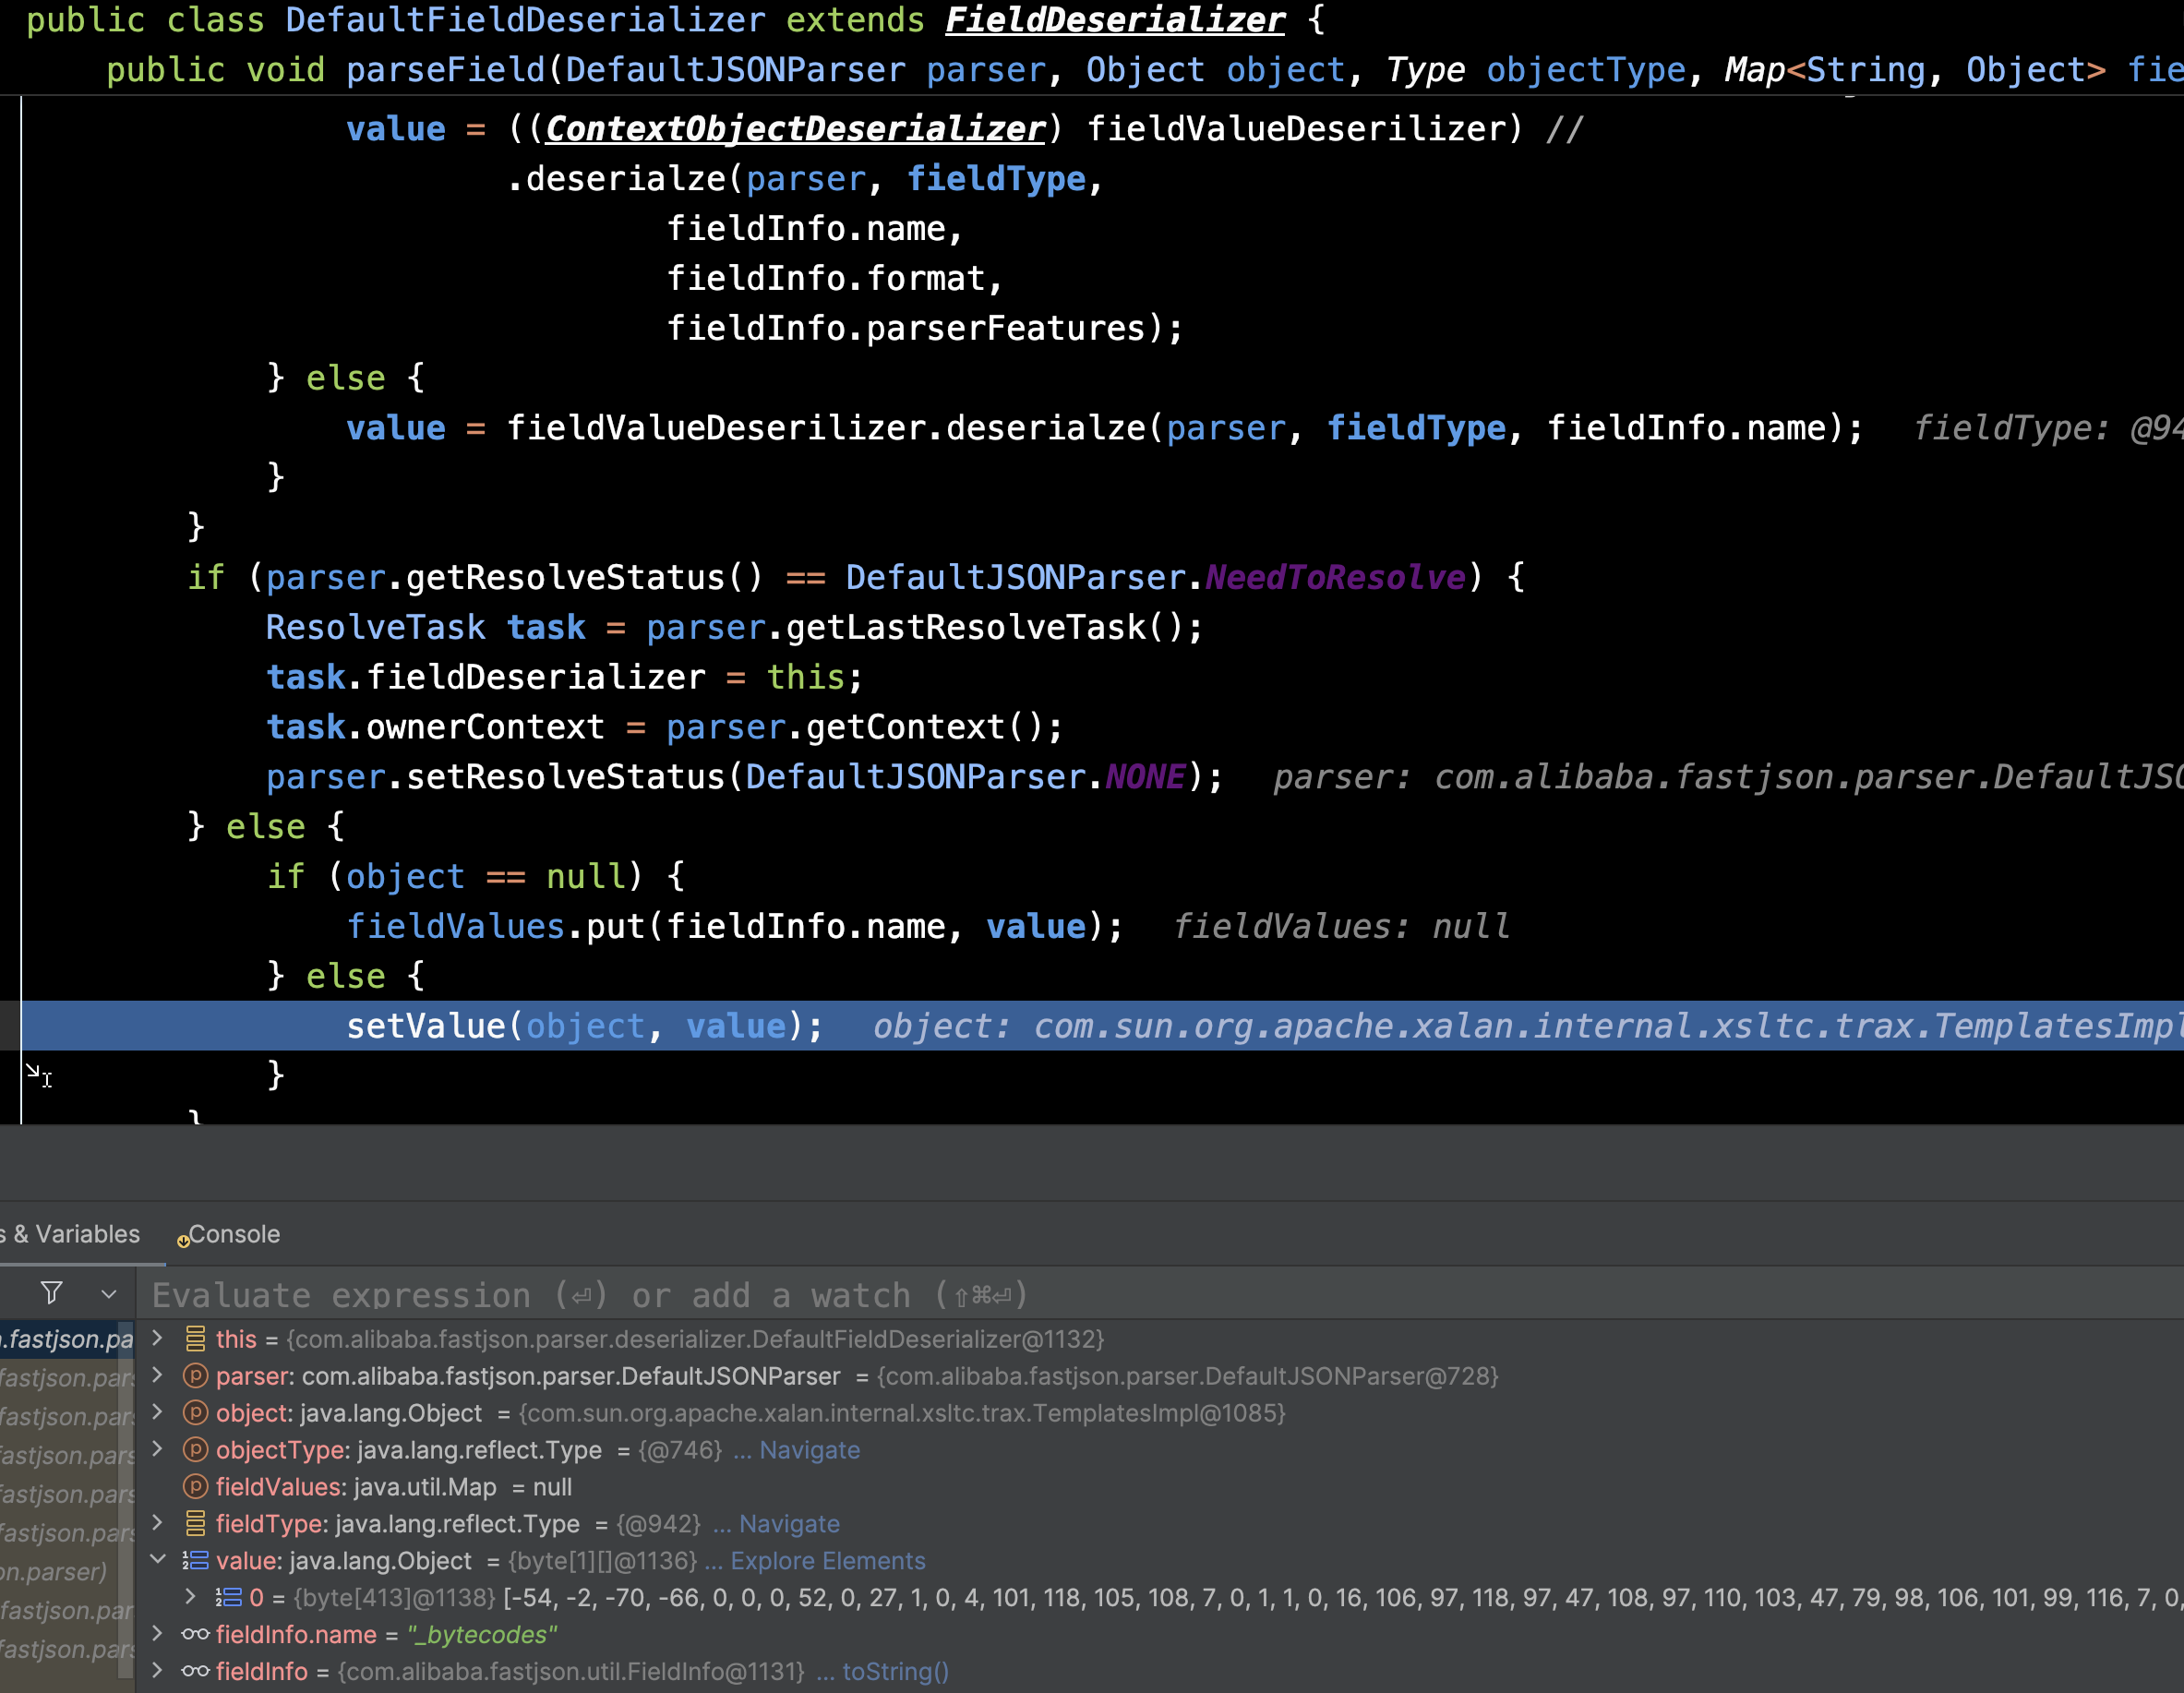 public class DefaultFieldDeserializer extends FieldDeserializer {
public void parseField(DefaultJSONParser parser, Object object, Type objectType, Map<String, Object> fie
value = ((ContextObjectDeserializer) fieldValueDeserilizer) //
.deserialze(parser, fieldType,
fieldInfo.name,
fieldInfo.format,
fieldInfo.parserFeatures);
} else {
value = fieldValueDeserilizer.deserialze(parser, fieldType, fieldInfo.name); fieldType: @94
}
}
if (parser.getResolveStatus() == DefaultJSONParser.NeedToResolve) {
ResolveTask task = parser.getLastResolveTask();
task.fieldDeserializer = this;
task.ownerContext = parser.getContext();
parser.setResolveStatus(DefaultJSONParser.NONE); parser: com.alibaba.fastjson.parser.DefaultJSO
} else {
if (object == null) {
fieldValues.put(fieldInfo.name, value); fieldValues: null
} else {
setValue(object, value); object: com.sun.org.apache.xalan.internal.xsltc.trax.TemplatesImpl
}
}
s & Variables Console
Evaluate expression (⏎) or add a watch (⇧⌘⏎)
.fastjson.pa this = {com.alibaba.fastjson.parser.deserializer.DefaultFieldDeserializer@1132}
fastjson.pars parser: com.alibaba.fastjson.parser.DefaultJSONParser = {com.alibaba.fastjson.parser.DefaultJSONParser@728}
fastjson.pars object: java.lang.Object = {com.sun.org.apache.xalan.internal.xsltc.trax.TemplatesImpl@1085}
fastjson.pars objectType: java.lang.reflect.Type = {@746} ... Navigate
fastjson.pars fieldValues: java.util.Map = null
fastjson.pars fieldType: java.lang.reflect.Type = {@942} ... Navigate
on.parser) value: java.lang.Object = {byte[1][]@1136} ... Explore Elements
fastjson.par 0 = {byte[413]@1138} [-54, -2, -70, -66, 0, 0, 0, 52, 0, 27, 1, 0, 4, 101, 118, 105, 108, 7, 0, 1, 1, 0, 16, 106, 97, 118, 97, 47, 108, 97, 110, 103, 47, 79, 98, 106, 101, 99, 116, 7, 0,
fastjson.pars fieldInfo.name = "_bytecodes"
fieldInfo = {com.alibaba.fastjson.util.FieldInfo@1131} ... toString()